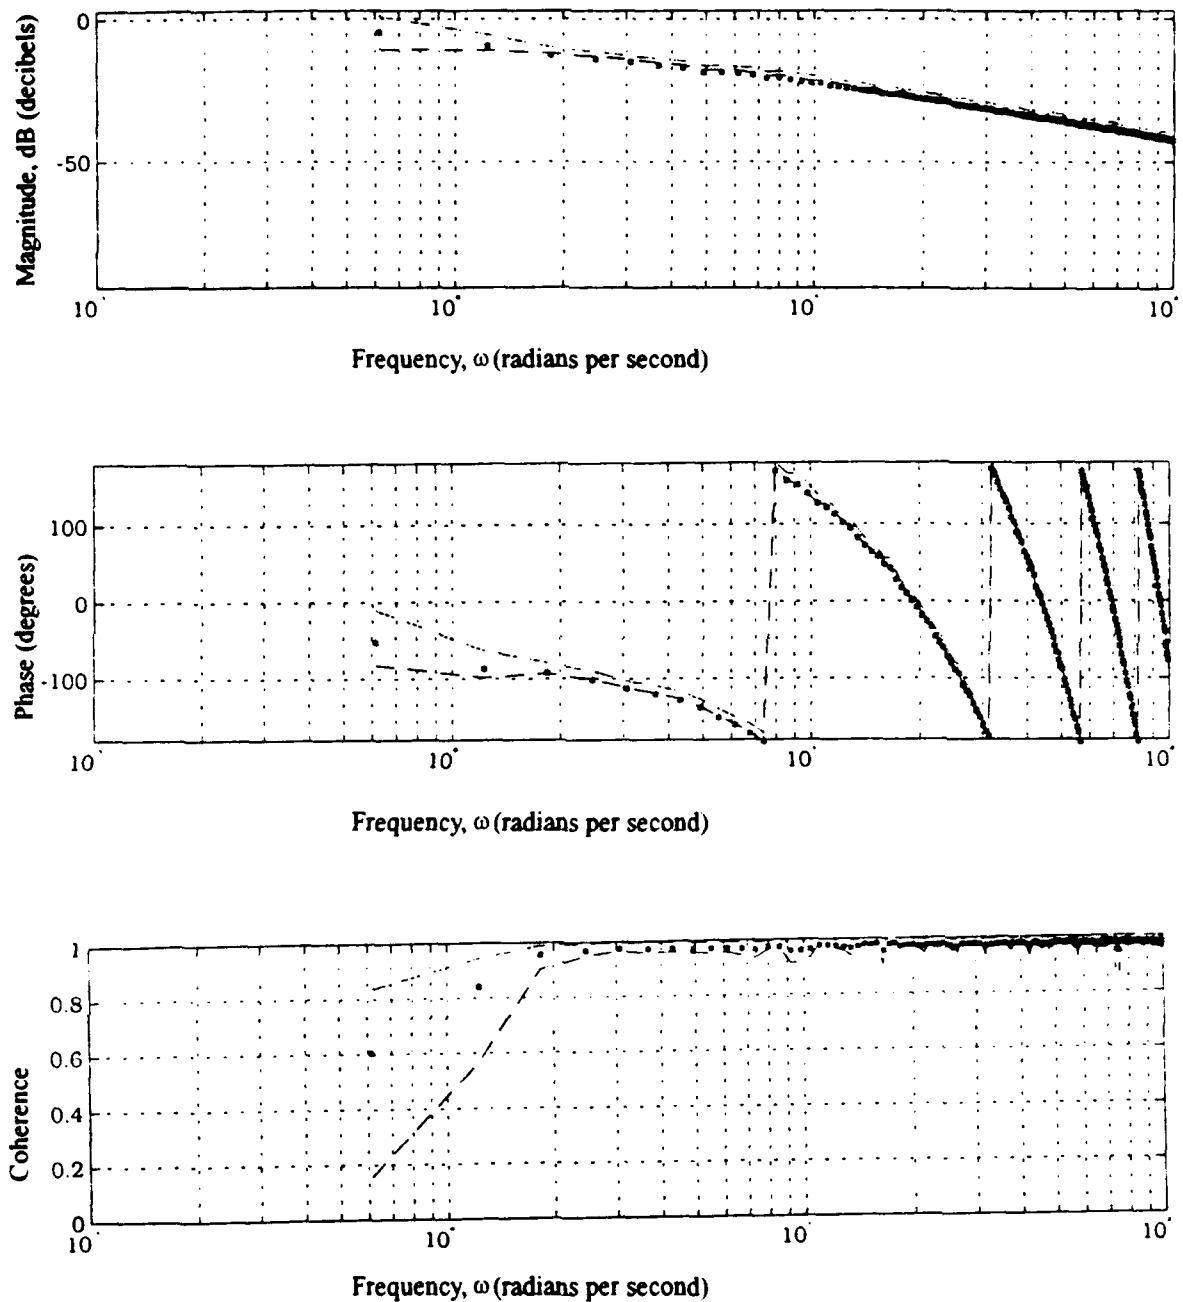 0
-50
Magnitude, dB (decibels)
10 10 10 10
Frequency, ω (radians per second)
100
0
-100
Phase (degrees)
10 10 10 10
Frequency, ω (radians per second)
1
0.8
0.6
0.4
0.2
0
Coherence
10 10 10 10
Frequency, ω (radians per second)